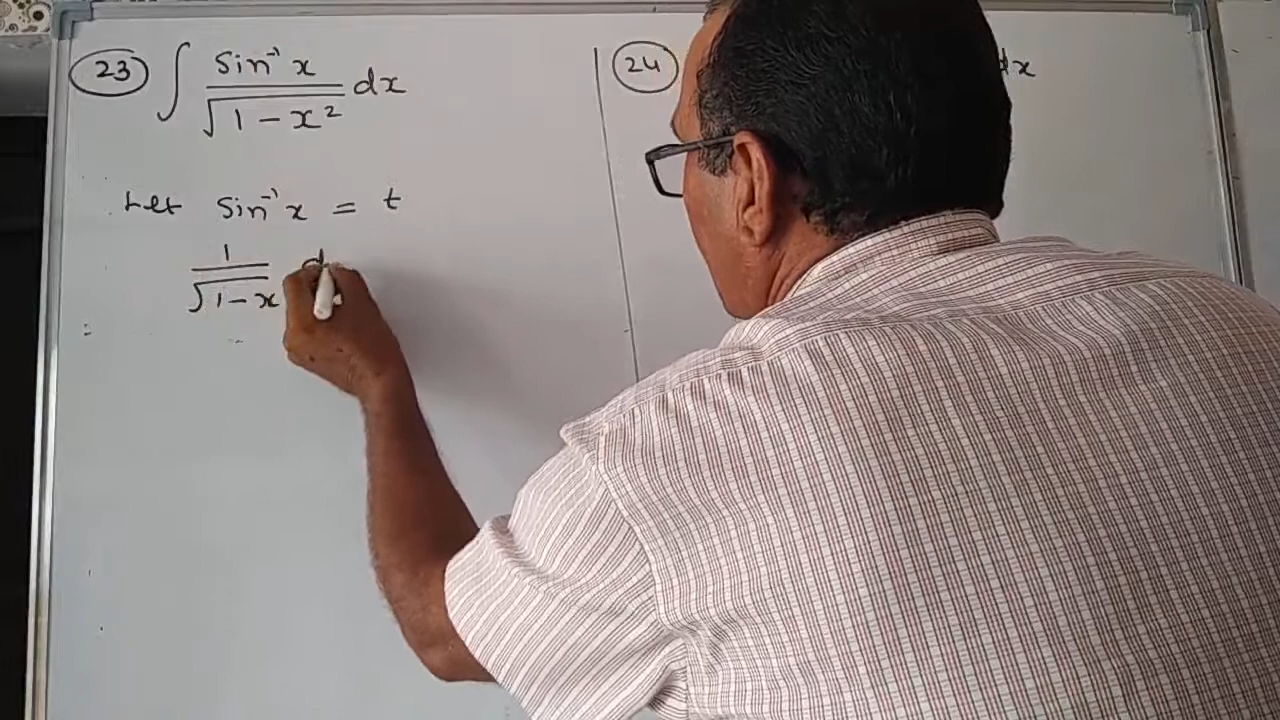 23 ∫ sin⁻¹x / √(1 − x²) dx
Let sin⁻¹x = t
1 / √(1 − x d
24
dx